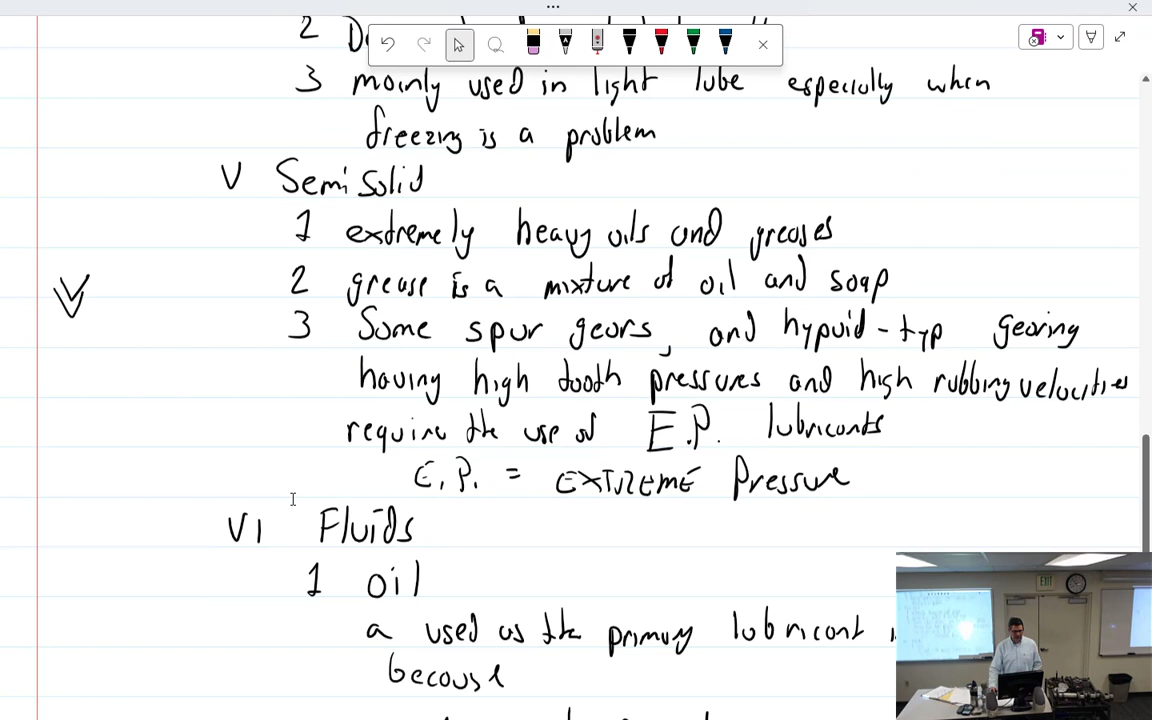 2 D
3 mainly used in light lube especially when
freezing is a problem
V Semi Solid
1 extremely heavy oils and greases
2 grease is a mixture of oil and soap
3 Some spur gears, and hypoid-typ gearing
having high tooth pressures and high rubbing velocities
require the use of E.P. lubricants
E.P. = EXTREME Pressure
VI Fluids
1 oil
a used as the primary lubricant
because
EXIT